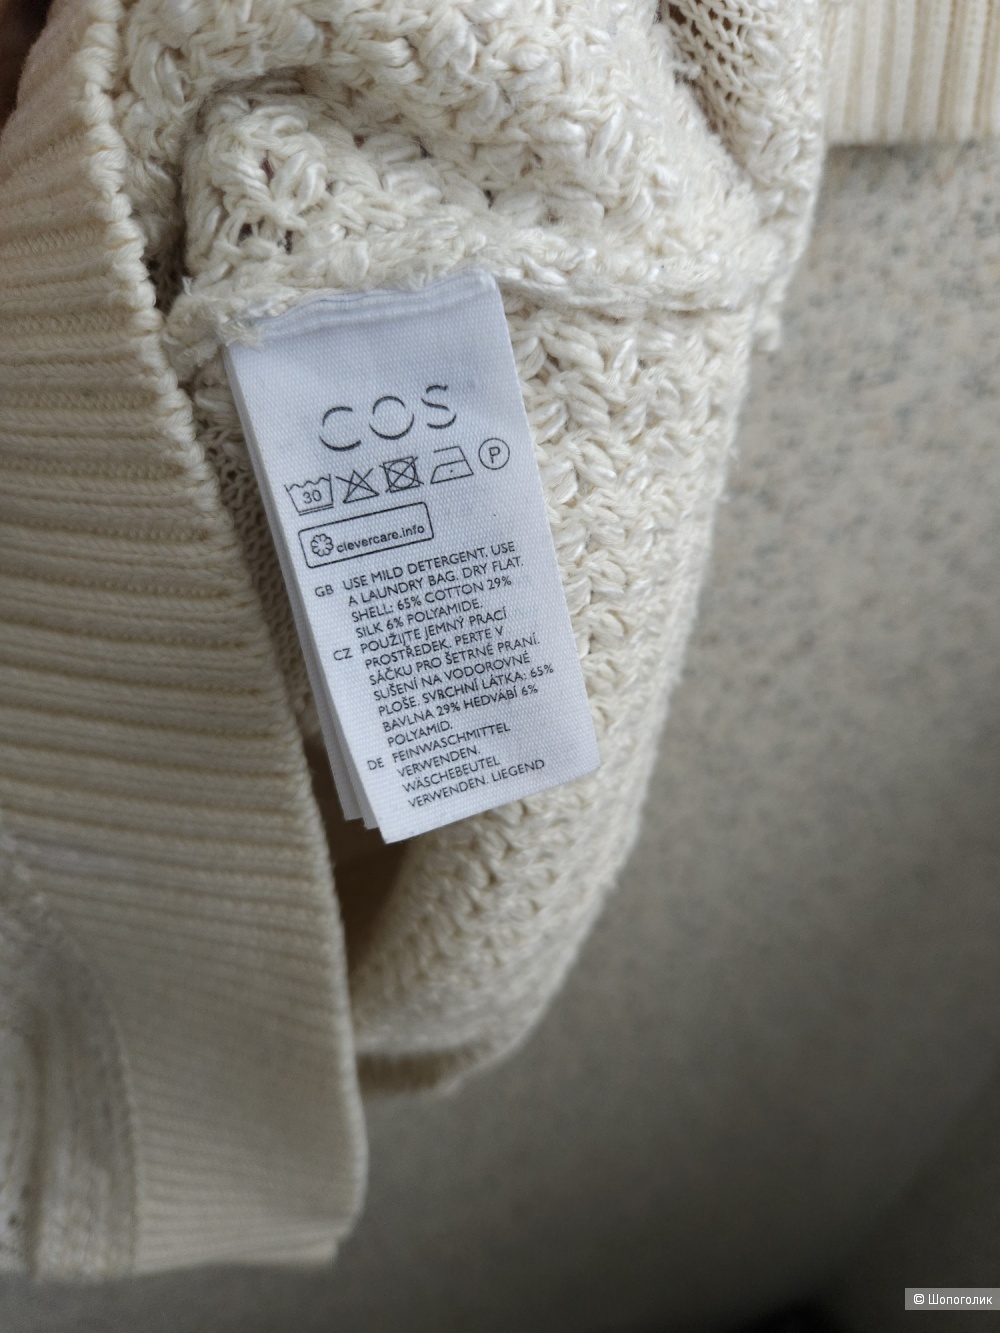 COS
30
P
clevercare.info
GB USE MILD DETERGENT. USE
A LAUNDRY BAG. DRY FLAT.
SHELL: 65% COTTON 29%
SILK 6% POLYAMIDE.
CZ POUŽIJTE JEMNÝ PRACÍ
PROSTŘEDEK. PERTE V
SÁČKU PRO ŠETRNÉ PRANÍ.
SUŠENÍ NA VODOROVNÉ
PLOŠE. SVRCHNÍ LÁTKA: 65%
BAVLNA 29% HEDVÁBÍ 6%
POLYAMID.
DE FEINWASCHMITTEL
VERWENDEN.
WÄSCHEBEUTEL
VERWENDEN. LIEGEND
© Шопоголик